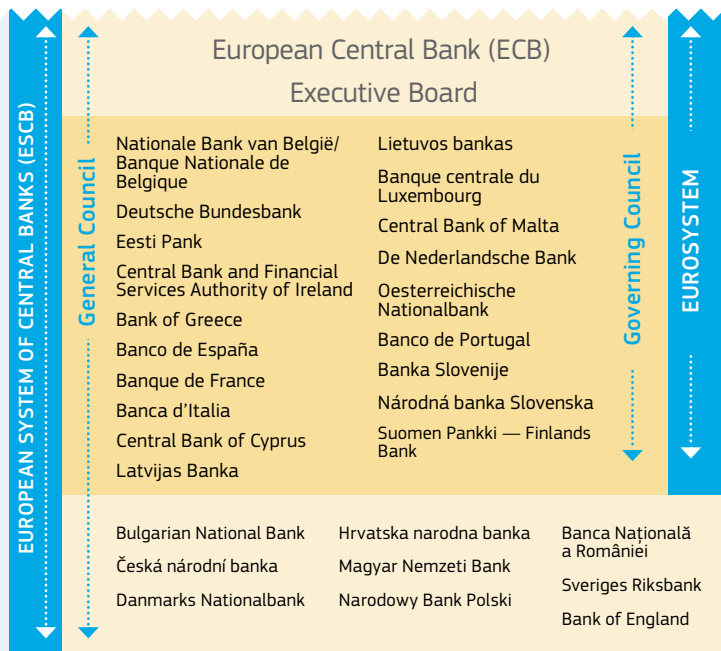 European Central Bank (ECB)
Executive Board
EUROPEAN SYSTEM OF CENTRAL BANKS (ESCB)
General Council
Nationale Bank van België/
Banque Nationale de
Belgique
Deutsche Bundesbank
Eesti Pank
Central Bank and Financial
Services Authority of Ireland
Bank of Greece
Banco de España
Banque de France
Banca d'Italia
Central Bank of Cyprus
Latvijas Banka
Lietuvos bankas
Banque centrale du
Luxembourg
Central Bank of Malta
De Nederlandsche Bank
Oesterreichische
Nationalbank
Banco de Portugal
Banka Slovenije
Národná banka Slovenska
Suomen Pankki — Finlands
Bank
Governing Council
EUROSYSTEM
Bulgarian National Bank
Česká národní banka
Danmarks Nationalbank
Hrvatska narodna banka
Magyar Nemzeti Bank
Narodowy Bank Polski
Banca Națională
a României
Sveriges Riksbank
Bank of England